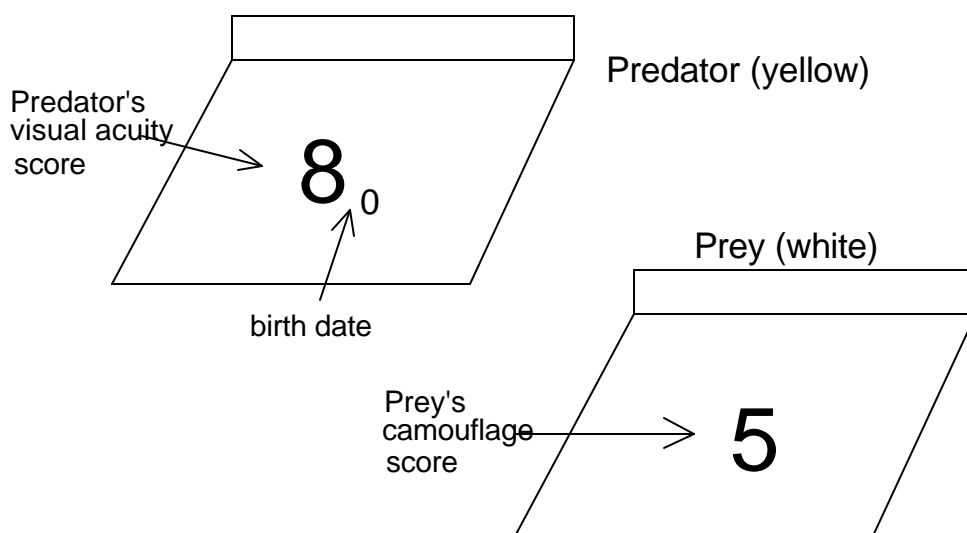 Predator (yellow)
Predator's
visual acuity
score
8 0
birth date
Prey (white)
Prey's
camouflage
score
5